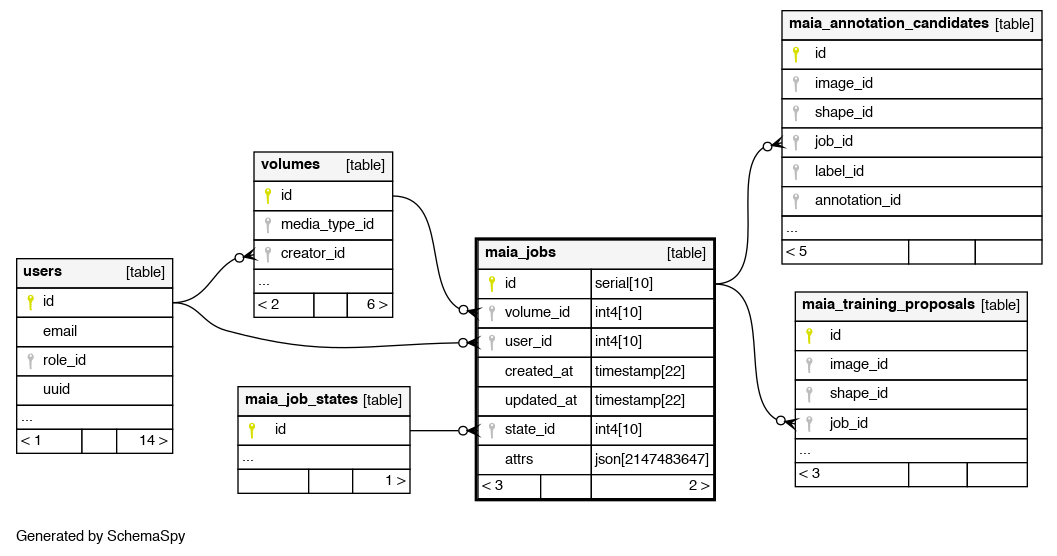 maia_annotation_candidates [table]
id
image_id
shape_id
job_id
label_id
annotation_id
...
< 5
volumes [table]
id
media_type_id
creator_id
...
< 2 6 >
users [table]
id
email
role_id
uuid
...
< 1 14 >
maia_jobs [table]
id serial[10]
volume_id int4[10]
user_id int4[10]
created_at timestamp[22]
updated_at timestamp[22]
state_id int4[10]
attrs json[2147483647]
< 3 2 >
maia_training_proposals [table]
id
image_id
shape_id
job_id
...
< 3
maia_job_states [table]
id
...
1 >
Generated by SchemaSpy